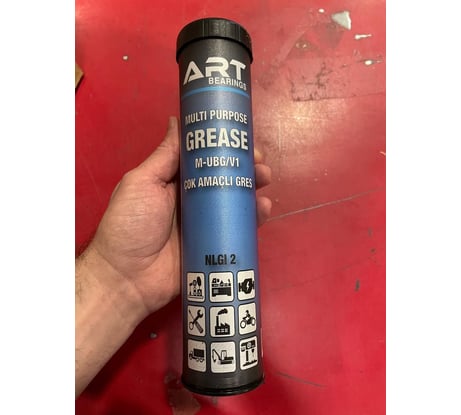 ART
BEARINGS
MULTI PURPOSE
GREASE
M-UBG/V1
ÇOK AMAÇLI GRES
NLGI 2